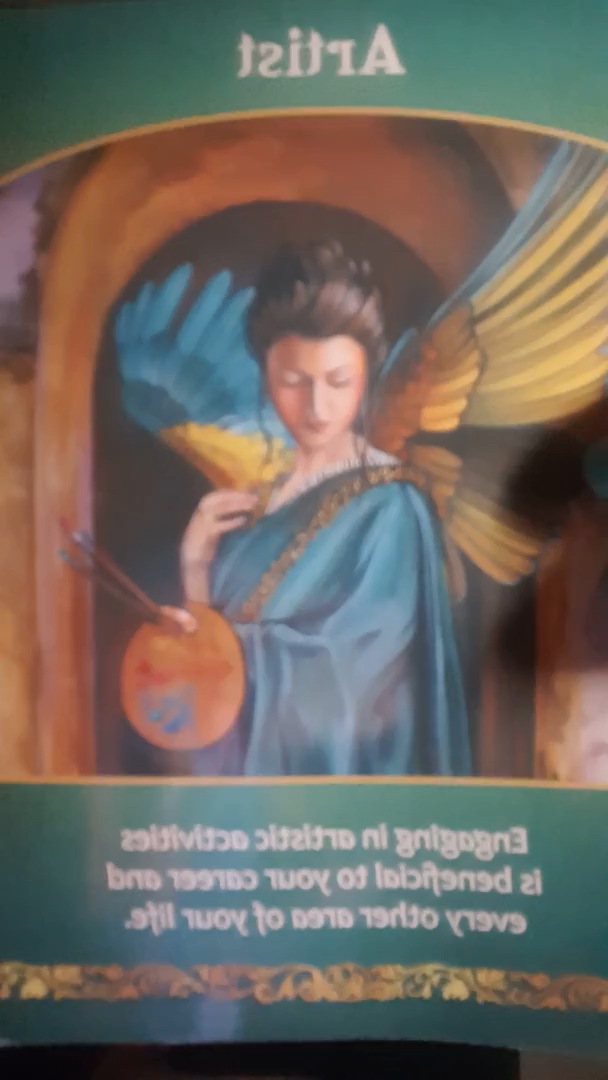 Artist
Engaging in artistic activities
is beneficial to your career and
every other area of your life.